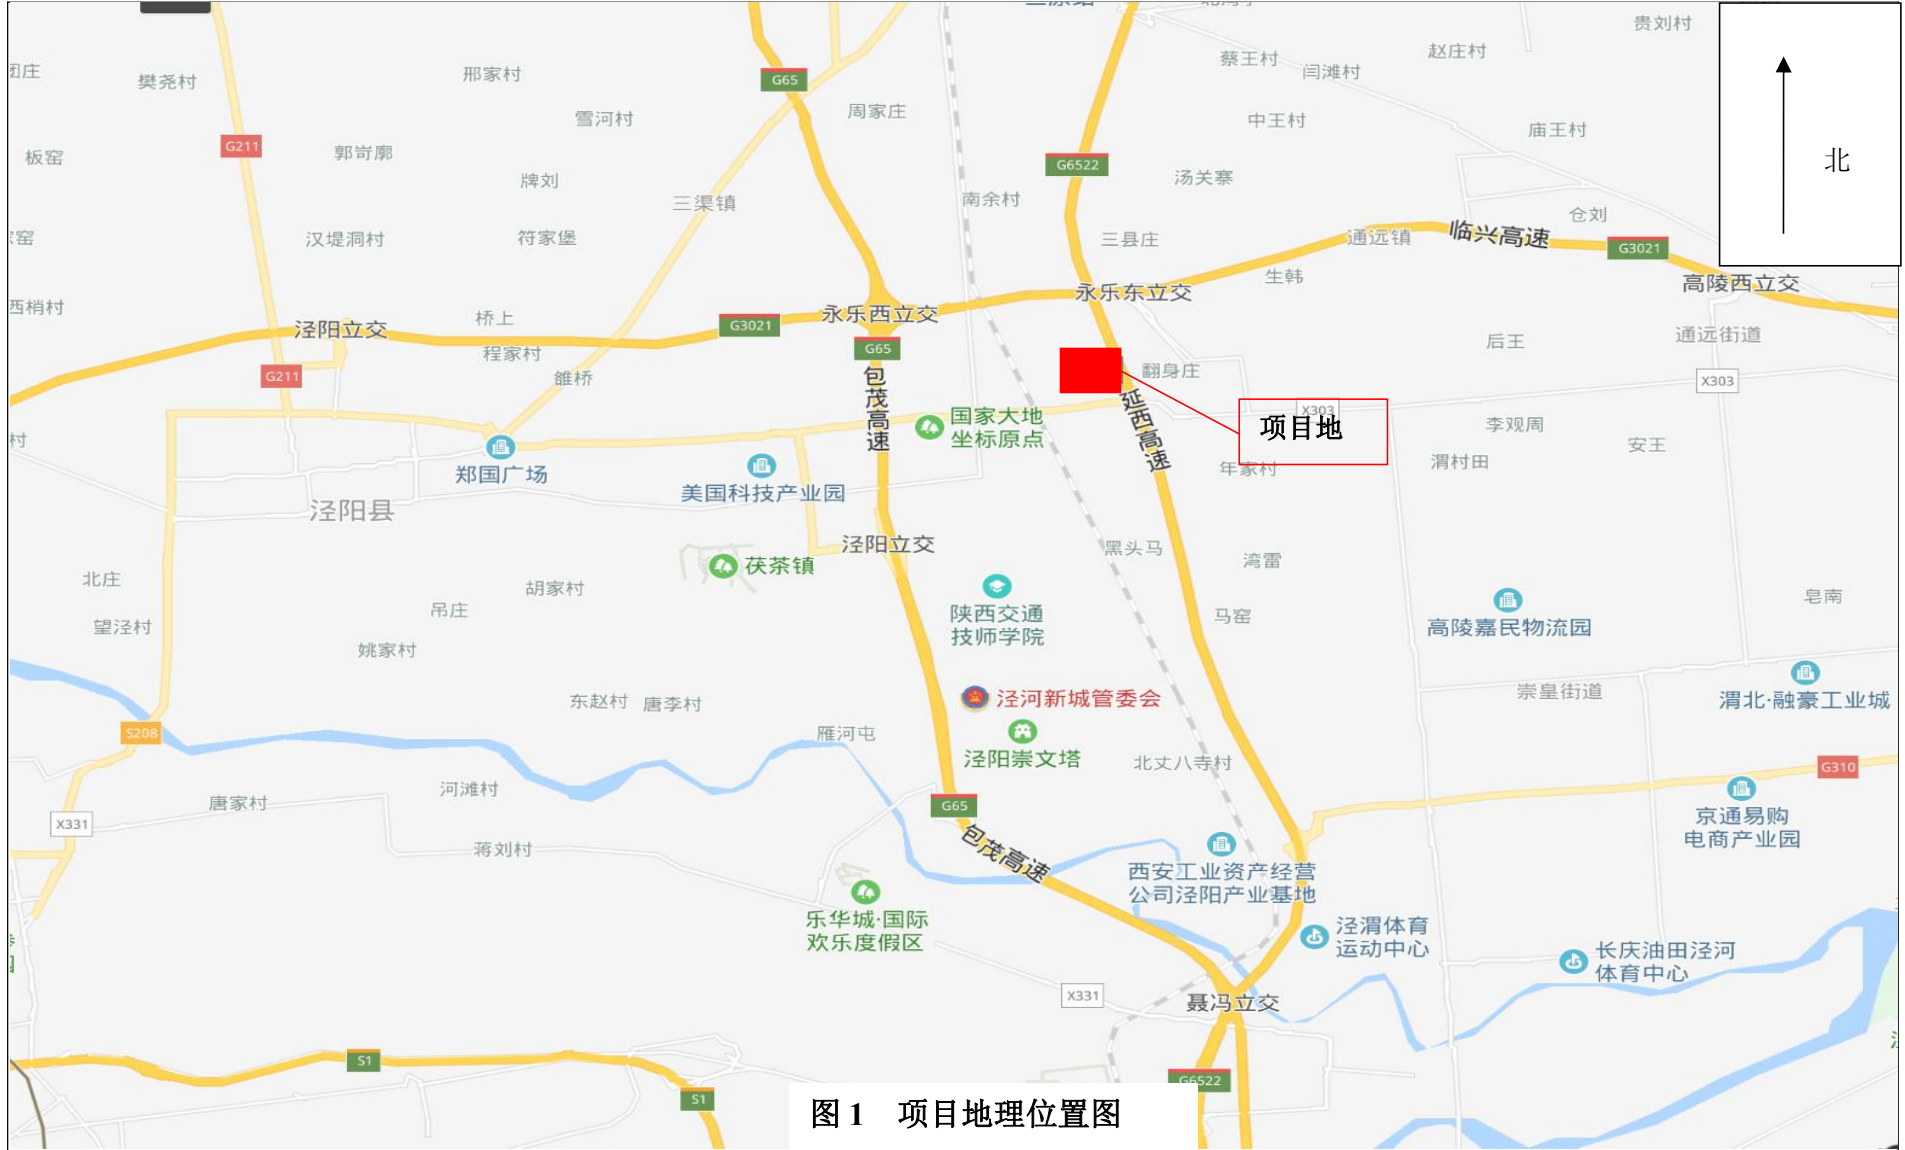 贵刘村
赵庄村
蔡王村
闫滩村
樊尧村
邢家村
G65
周家庄
雪河村
中王村
庙王村
G211
郭岢廓
板窑
G6522
北
牌刘
汤关寨
三渠镇
南余村
仓刘
汉堤洞村
符家堡
三县庄
通远镇
临兴高速
G3021
生韩
高陵西立交
永乐东立交
西梢村
桥上
永乐西立交
泾阳立交
G3021
通远街道
后王
程家村
G65
雒桥
G211
翻身庄
X303
包茂高速
延西高速
X303
项目地
国家大地
坐标原点
李观周
安王
村
郑国广场
美国科技产业园
年家村
渭村田
泾阳县
泾阳立交
黑头马
湾雷
茯茶镇
北庄
胡家村
吊庄
陕西交通
技师学院
马窑
高陵嘉民物流园
皂南
望泾村
姚家村
东赵村
唐李村
泾河新城管委会
崇皇街道
渭北·融豪工业城
S208
雁河屯
泾阳崇文塔
北丈八寺村
G310
河滩村
唐家村
G65
京通易购
电商产业园
X331
蒋刘村
包茂高速
西安工业资产经营
公司泾阳产业基地
乐华城·国际
欢乐度假区
泾渭体育
运动中心
长庆油田泾河
体育中心
X331
聂冯立交
S1
G6522
S1
图 1 项目地理位置图